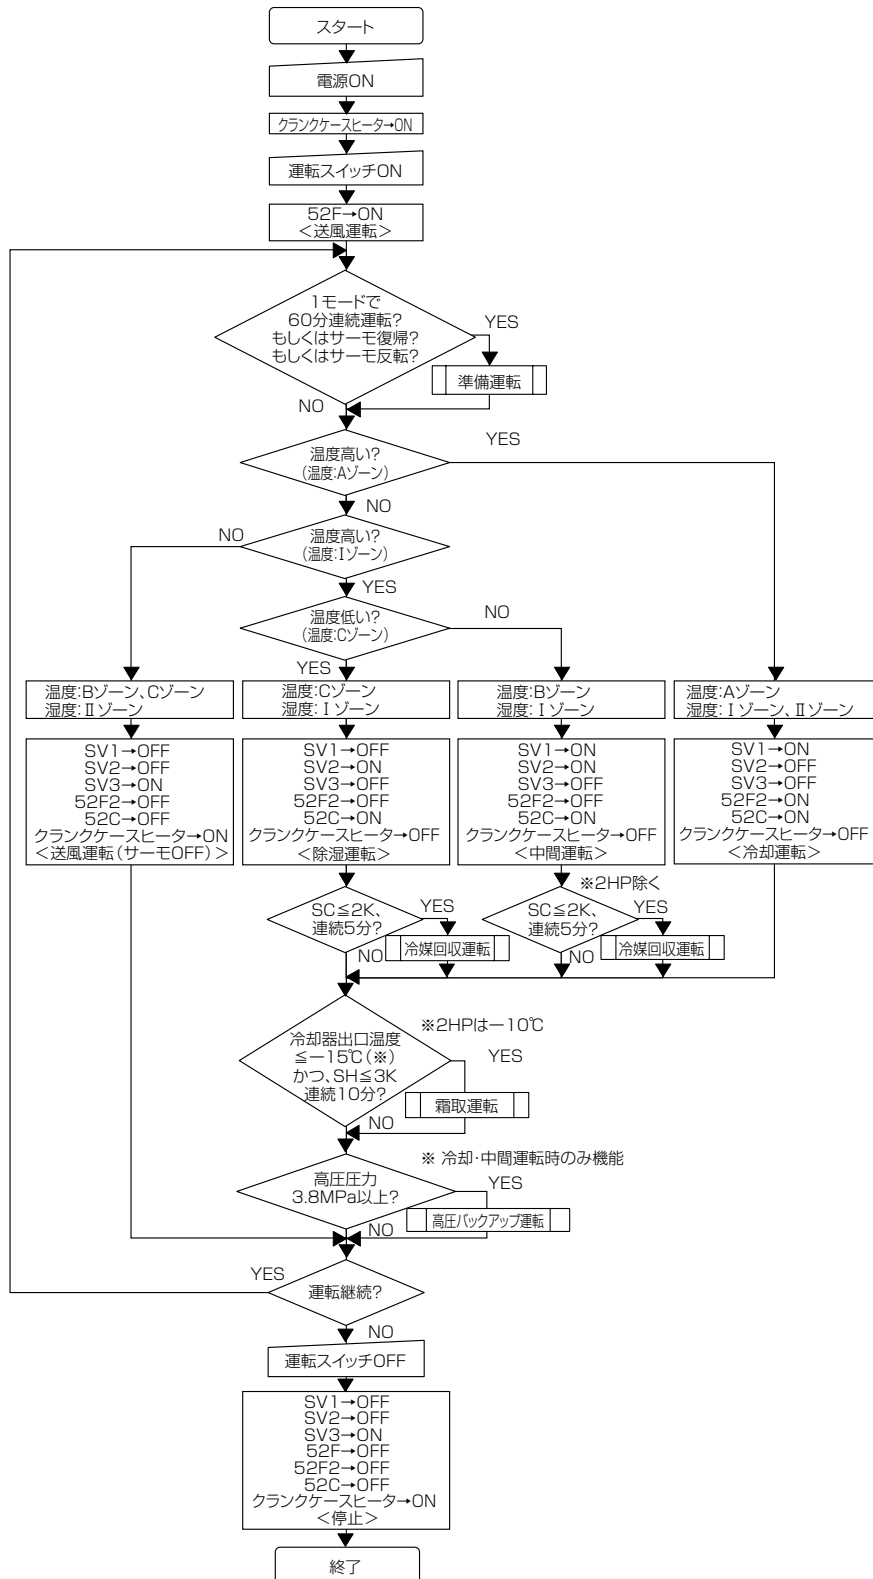 スタート
電源ON
クランクケースヒータ→ON
運転スイッチON
52F→ON
＜送風運転＞
1モードで
60分連続運転?
もしくはサーモ復帰?
もしくはサーモ反転?
YES
準備運転
NO
温度高い?
(温度:Aゾーン)
YES
NO
温度高い?
(温度:Iゾーン)
NO
YES
温度低い?
(温度:Cゾーン)
NO
YES
温度:Bゾーン、Cゾーン
湿度:Ⅱゾーン
温度:Cゾーン
湿度:Ⅰゾーン
温度:Bゾーン
湿度:Ⅰゾーン
温度:Aゾーン
湿度:Ⅰゾーン、Ⅱゾーン
SV1→OFF
SV2→OFF
SV3→ON
52F2→OFF
52C→OFF
クランクケースヒータ→ON
＜送風運転(サーモOFF)＞
SV1→OFF
SV2→ON
SV3→OFF
52F2→OFF
52C→ON
クランクケースヒータ→OFF
＜除湿運転＞
SV1→ON
SV2→ON
SV3→OFF
52F2→OFF
52C→ON
クランクケースヒータ→OFF
＜中間運転＞
SV1→ON
SV2→OFF
SV3→OFF
52F2→ON
52C→ON
クランクケースヒータ→OFF
＜冷却運転＞
SC≦2K、
連続5分?
YES
冷媒回収運転
NO
※2HP除く
SC≦2K、
連続5分?
YES
冷媒回収運転
NO
冷却器出口温度
≦−15℃(※)
かつ、SH≦3K
連続10分?
※2HPは−10℃
YES
霜取運転
NO
※ 冷却・中間運転時のみ機能
高圧圧力
3.8MPa以上?
YES
高圧バックアップ運転
NO
運転継続?
YES
NO
運転スイッチOFF
SV1→OFF
SV2→OFF
SV3→ON
52F→OFF
52F2→OFF
52C→OFF
クランクケースヒータ→ON
＜停止＞
終了